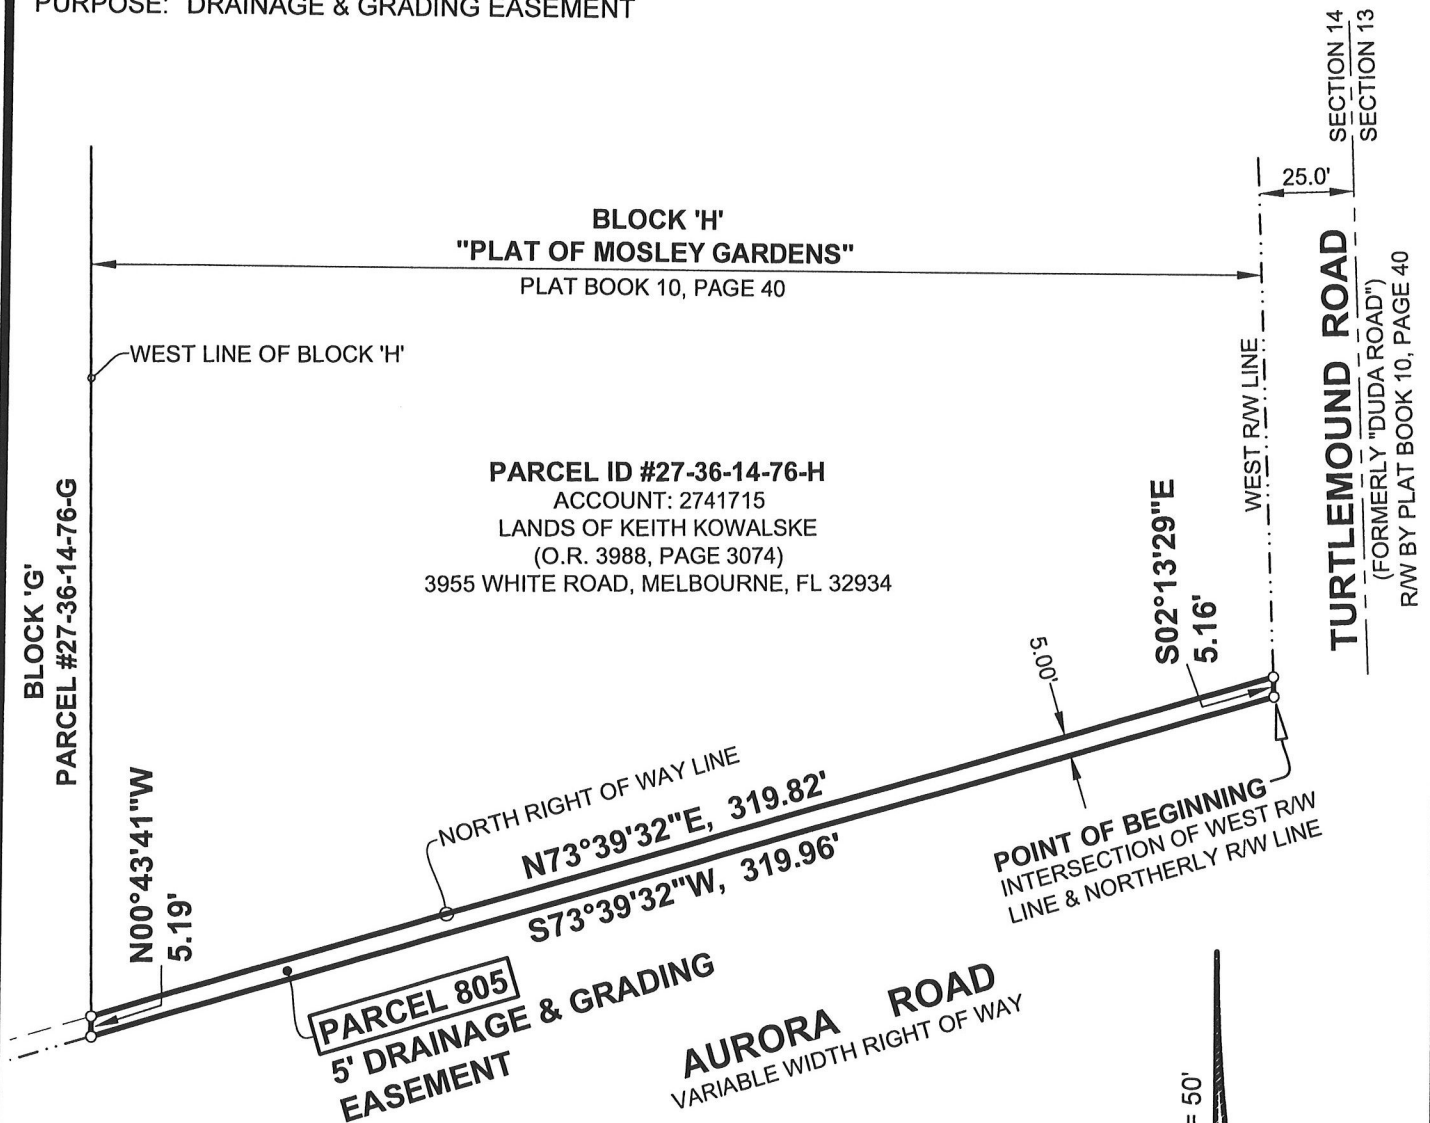 PURPOSE: DRAINAGE & GRADING EASEMENT
SECTION 14
SECTION 13
25.0'
BLOCK 'H'
"PLAT OF MOSLEY GARDENS"
PLAT BOOK 10, PAGE 40
WEST LINE OF BLOCK 'H'
WEST R/W LINE
TURTLEMOUND ROAD
(FORMERLY "DUDA ROAD")
R/W BY PLAT BOOK 10, PAGE 40
PARCEL ID #27-36-14-76-H
ACCOUNT: 2741715
LANDS OF KEITH KOWALSKE
(O.R. 3988, PAGE 3074)
3955 WHITE ROAD, MELBOURNE, FL 32934
BLOCK 'G'
PARCEL #27-36-14-76-G
S02°13'29"E
5.16'
5.00'
NORTH RIGHT OF WAY LINE
N73°39'32"E, 319.82'
S73°39'32"W, 319.96'
POINT OF BEGINNING
INTERSECTION OF WEST R/W
LINE & NORTHERLY R/W LINE
N00°43'41"W
5.19'
PARCEL 805
5' DRAINAGE & GRADING
EASEMENT
AURORA ROAD
VARIABLE WIDTH RIGHT OF WAY
= 50'